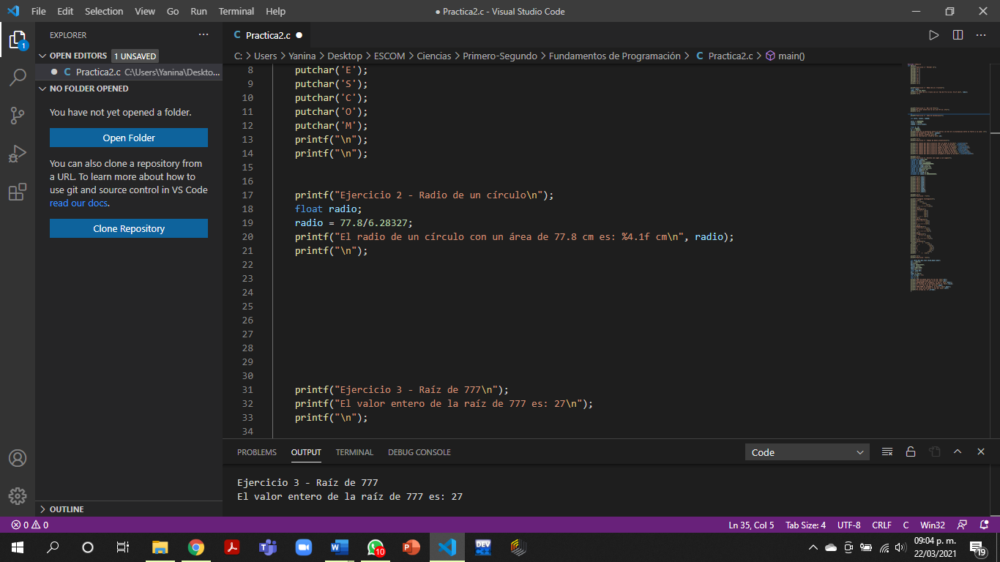 File Edit Selection View Go Run Terminal Help
● Practica2.c - Visual Studio Code
EXPLORER
OPEN EDITORS 1 UNSAVED
Practica2.c C:\Users\Yanina\Deskto...
NO FOLDER OPENED
You have not yet opened a folder.
Open Folder
You can also clone a repository from
a URL. To learn more about how to
use git and source control in VS Code
read our docs.
Clone Repository
OUTLINE
1
C Practica2.c
C: > Users > Yanina > Desktop > ESCOM > Ciencias > Primero-Segundo > Fundamentos de Programación > C Practica2.c > main()
8 putchar('E');
9 putchar('S');
10 putchar('C');
11 putchar('O');
12 putchar('M');
13 printf("\n");
14 printf("\n");
15
16
17 printf("Ejercicio 2 - Radio de un círculo\n");
18 float radio;
19 radio = 77.8/6.28327;
20 printf("El radio de un círculo con un área de 77.8 cm es: %4.1f cm\n", radio);
21 printf("\n");
22
23
24
25
26
27
28
29
30
31 printf("Ejercicio 3 - Raíz de 777\n");
32 printf("El valor entero de la raíz de 777 es: 27\n");
33 printf("\n");
34
PROBLEMS OUTPUT TERMINAL DEBUG CONSOLE
Code
Ejercicio 3 - Raíz de 777
El valor entero de la raíz de 777 es: 27
0 0
Ln 35, Col 5 Tab Size: 4 UTF-8 CRLF C Win32
10
DEV
09:04 p. m.
22/03/2021
19